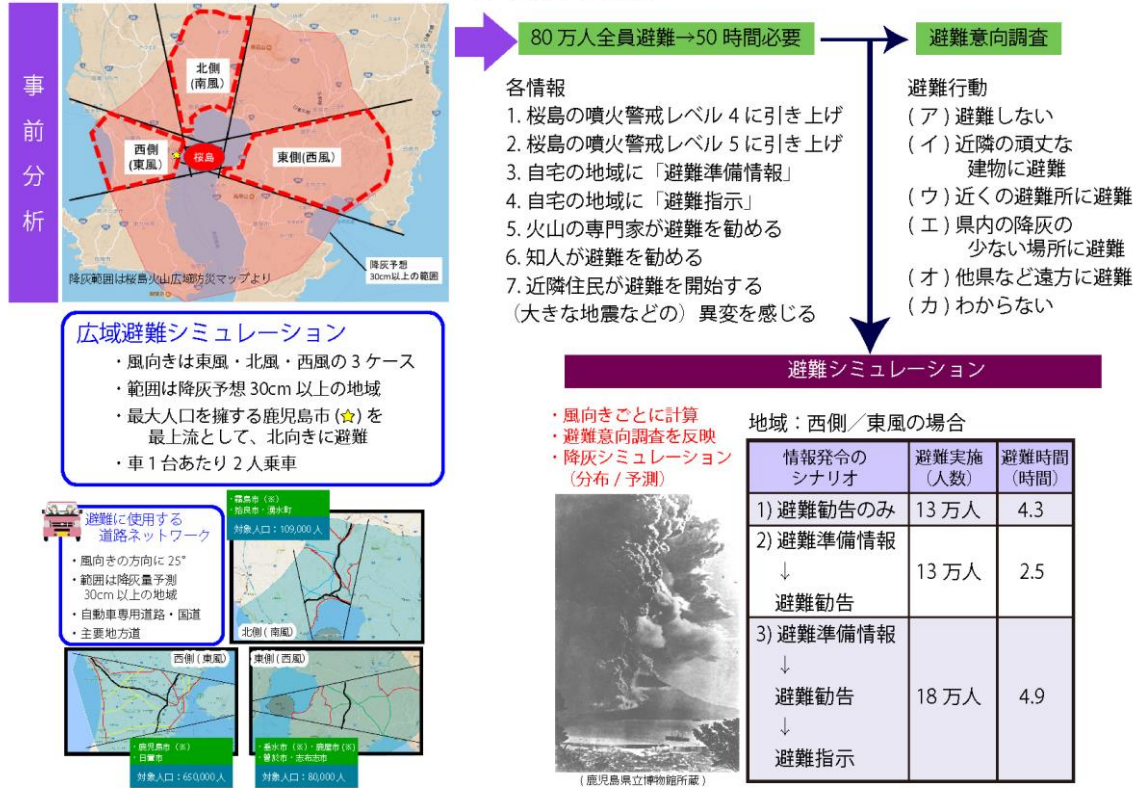 事前分析
北側
(南風)
西側
(東風)
桜島
東側(西風)
降灰範囲は桜島火山広域防災マップより
降灰予想
30cm以上の範囲
80万人全員避難→50時間必要
避難意向調査
各情報
1. 桜島の噴火警戒レベル4に引き上げ
2. 桜島の噴火警戒レベル5に引き上げ
3. 自宅の地域に「避難準備情報」
4. 自宅の地域に「避難指示」
5. 火山の専門家が避難を勧める
6. 知人が避難を勧める
7. 近隣住民が避難を開始する
(大きな地震などの)異変を感じる
避難行動
(ア)避難しない
(イ)近隣の頑丈な
建物に避難
(ウ)近くの避難所に避難
(エ)県内の降灰の
少ない場所に避難
(オ)他県など遠方に避難
(カ)わからない
広域避難シミュレーション
・風向きは東風・北風・西風の3ケース
・範囲は降灰予想30cm以上の地域
・最大人口を擁する鹿児島市(☆)を
最上流として、北向きに避難
・車1台あたり2人乗車
避難に使用する
道路ネットワーク
・風向きの方向に25°
・範囲は降灰量予測
30cm以上の地域
・自動車専用道路・国道
・主要地方道
・霧島市(※)
・姶良市・湧水町
対象人口:109,000人
北側(南風)
西側(東風)
・鹿児島市(※)
・日置市
対象人口:650,000人
東側(西風)
・垂水市(※)・鹿屋市(※)
・曽於市・志布志市
対象人口:80,000人
避難シミュレーション
・風向きごとに計算
・避難意向調査を反映
・降灰シミュレーション
(分布/予測)
(鹿児島県立博物館所蔵)
地域:西側/東風の場合
情報発令の
シナリオ
避難実施
(人数)
避難時間
(時間)
1)避難勧告のみ 13万人 4.3
2)避難準備情報
↓
避難勧告
13万人 2.5
3)避難準備情報
↓
避難勧告
↓
避難指示
18万人 4.9